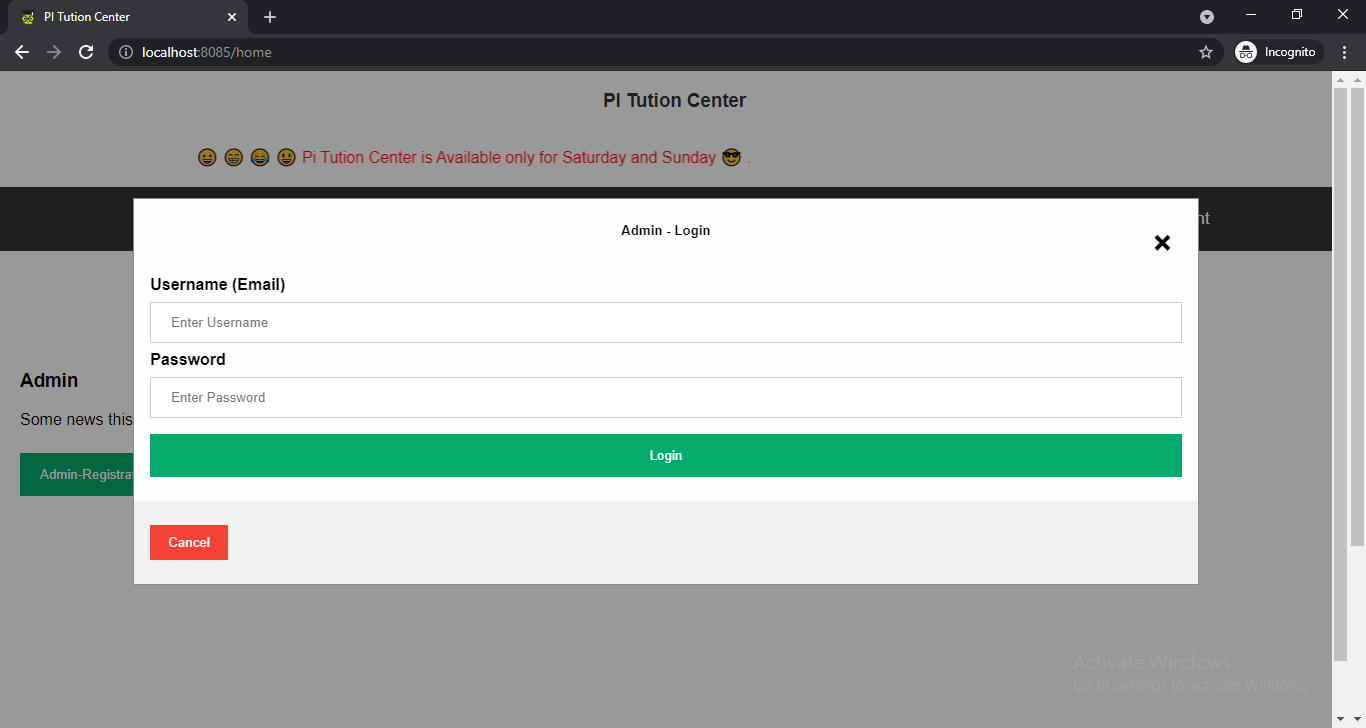 PI Tution Center
localhost:8085/home
Incognito
PI Tution Center
😀 😁 😂 😃 Pi Tution Center is Available only for Saturday and Sunday 😎 .
nt
Admin - Login
Username (Email)
Enter Username
Password
Enter Password
Login
Cancel
Admin
Some news this
Admin-Registra
Activate Windows
Go to Settings to activate Windows.